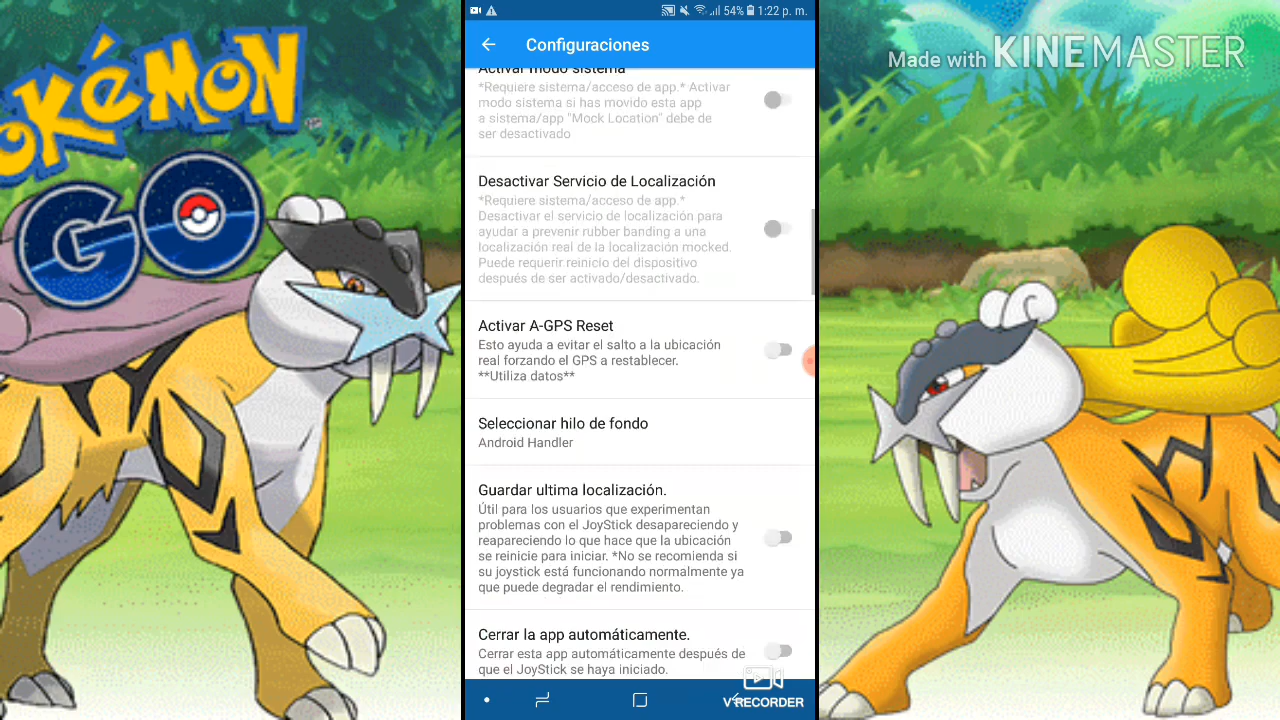 POKéMON
GO
54% 1:22 p. m.
Made with KINEMASTER
Configuraciones
Activar modo sistema
*Requiere sistema/acceso de app.* Activar
modo sistema si has movido esta app
a sistema/app "Mock Location" debe de
ser desactivado
Desactivar Servicio de Localización
*Requiere sistema/acceso de app.*
Desactivar el servicio de localización para
ayudar a prevenir rubber banding a una
localización real de la localización mocked.
Puede requerir reinicio del dispositivo
después de ser activado/desactivado.
Activar A-GPS Reset
Esto ayuda a evitar el salto a la ubicación
real forzando el GPS a restablecer.
**Utiliza datos**
Seleccionar hilo de fondo
Android Handler
Guardar ultima localización.
Útil para los usuarios que experimentan
problemas con el JoyStick desapareciendo y
reapareciendo lo que hace que la ubicación
se reinicie para iniciar. *No se recomienda si
su joystick está funcionando normalmente ya
que puede degradar el rendimiento.
Cerrar la app automáticamente.
Cerrar esta app automáticamente después de
que el JoyStick se haya iniciado.
V RECORDER